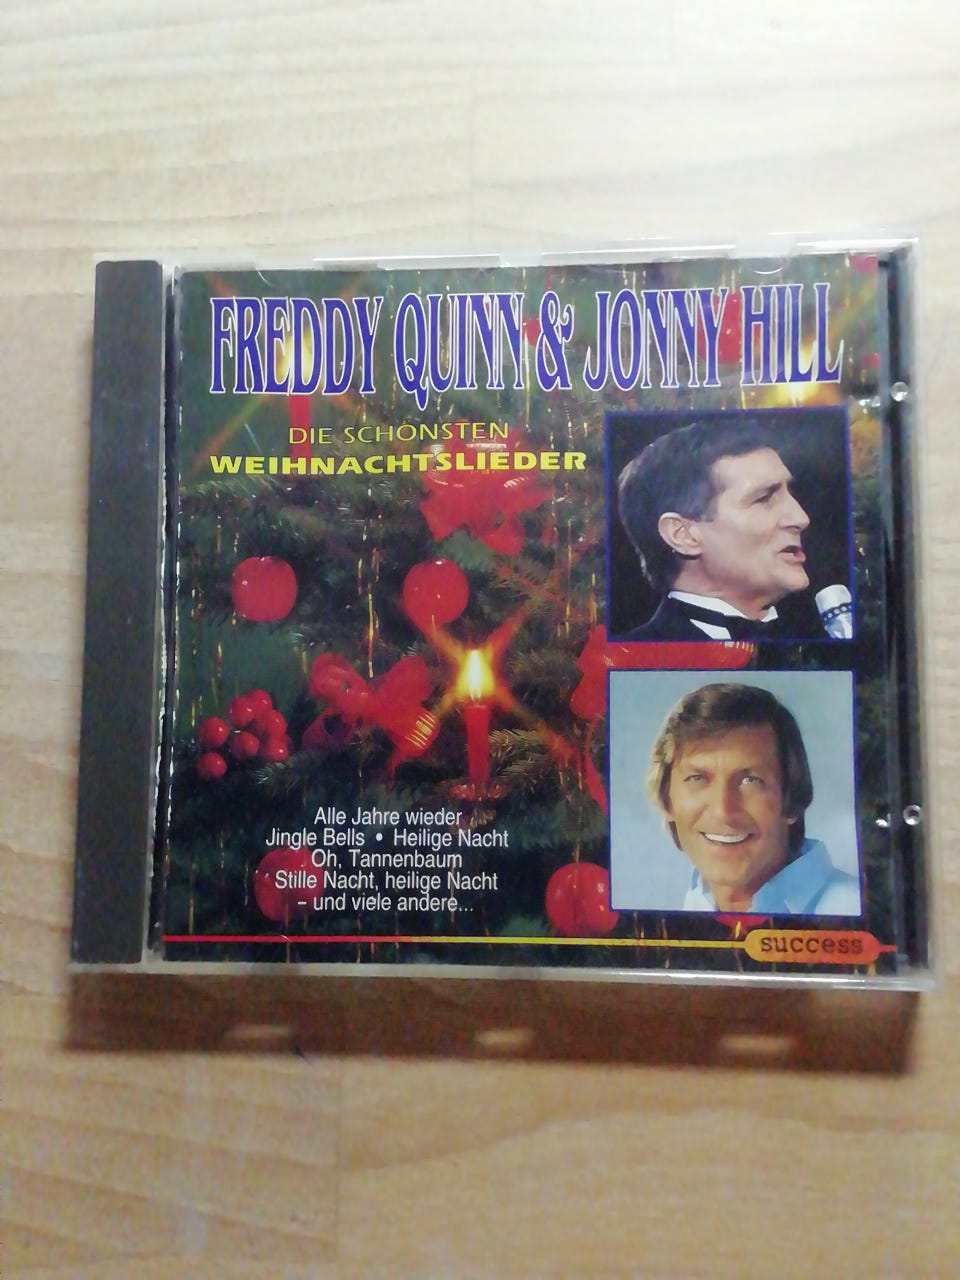 FREDDY QUINN & JONNY HILL
DIE SCHÖNSTEN
WEIHNACHTSLIEDER
Alle Jahre wieder
Jingle Bells • Heilige Nacht
Oh, Tannenbaum
Stille Nacht, heilige Nacht
– und viele andere...
success